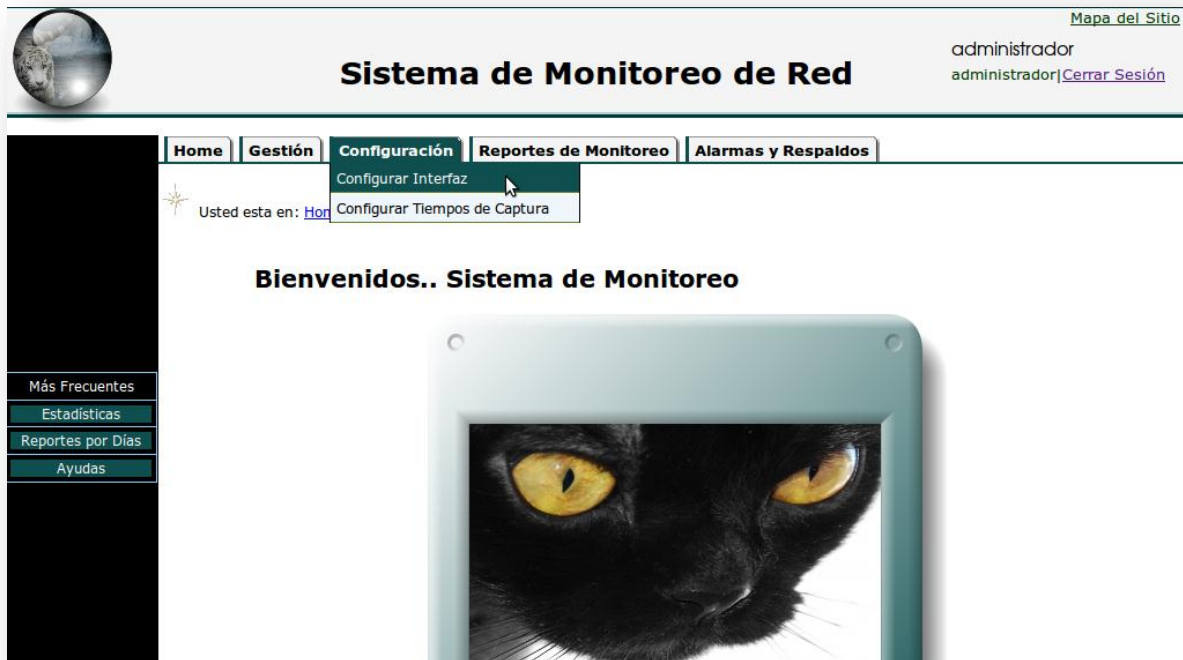 Mapa del Sitio
administrador
Sistema de Monitoreo de Red
administrador|Cerrar Sesión
Home
Gestión
Configuración
Reportes de Monitoreo
Alarmas y Respaldos
Configurar Interfaz
Configurar Tiempos de Captura
Usted esta en:
Bienvenidos.. Sistema de Monitoreo
Más Frecuentes
Estadísticas
Reportes por Días
Ayudas